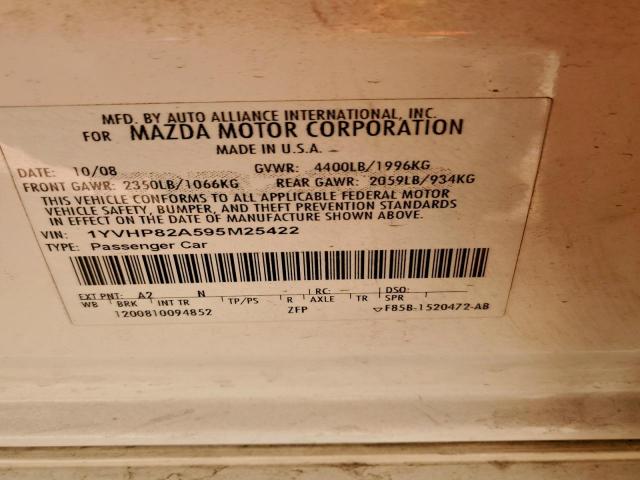 MFD. BY AUTO ALLIANCE INTERNATIONAL, INC.
FOR MAZDA MOTOR CORPORATION
MADE IN U.S.A.
DATE: 10/08 GVWR: 4400LB/1996KG
FRONT GAWR: 2350LB/1066KG REAR GAWR: 2059LB/934KG
THIS VEHICLE CONFORMS TO ALL APPLICABLE FEDERAL MOTOR
VEHICLE SAFETY, BUMPER, AND THEFT PREVENTION STANDARDS
IN EFFECT ON THE DATE OF MANUFACTURE SHOWN ABOVE.
VIN: 1YVHP82A595M25422
TYPE: Passenger Car
EXT PNT: A2 N LRC:
WB BRK INT TR TP/PS R AXLE TR SPR
1200810094852 ZFP F85B-1520472-AB